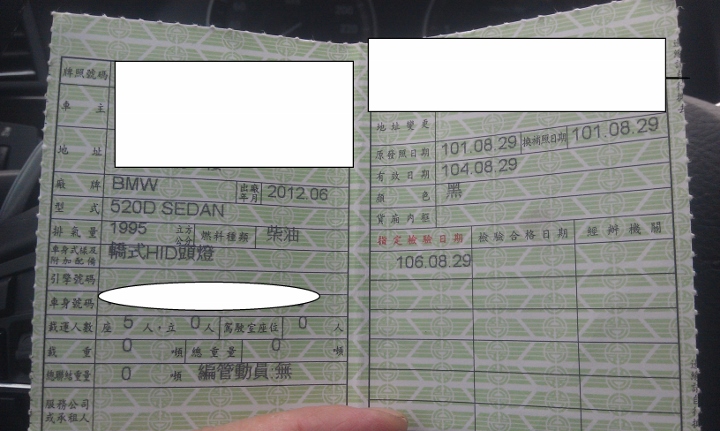 牌照號碼
車主
地址
廠牌 BMW 出廠年月 2012.06
型式 520D SEDAN
排氣量 1995 立方公分 燃料種類 柴油
車身式樣及附加配備 轎式HID頭燈
引擎號碼
車身號碼
載運人數 座 5 人、立 0 人 駕駛室座位 0 人
載重 0 噸 總重量 0 噸
總聯結重量 0 噸 編管動員:無
服務公司或承租人
地址變更
原發照日期 101.08.29 換補照日期 101.08.29
有效日期 104.08.29
顏色 黑
貨廂內框
指定檢驗日期 檢驗合格日期 經辦機關
106.08.29